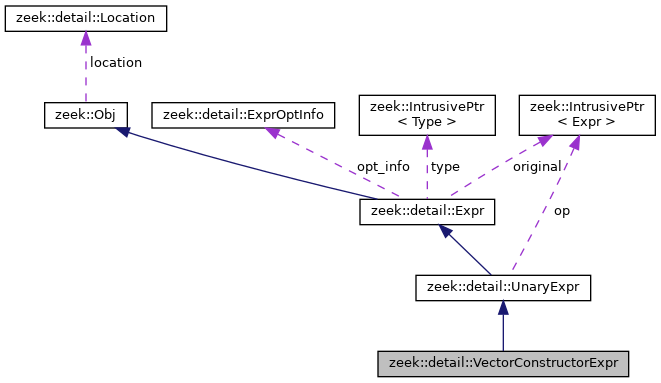 zeek::detail::Location
location
zeek::Obj
zeek::detail::ExprOptInfo
zeek::IntrusivePtr
< Type >
zeek::IntrusivePtr
< Expr >
opt_info
type
original
zeek::detail::Expr
op
zeek::detail::UnaryExpr
zeek::detail::VectorConstructorExpr